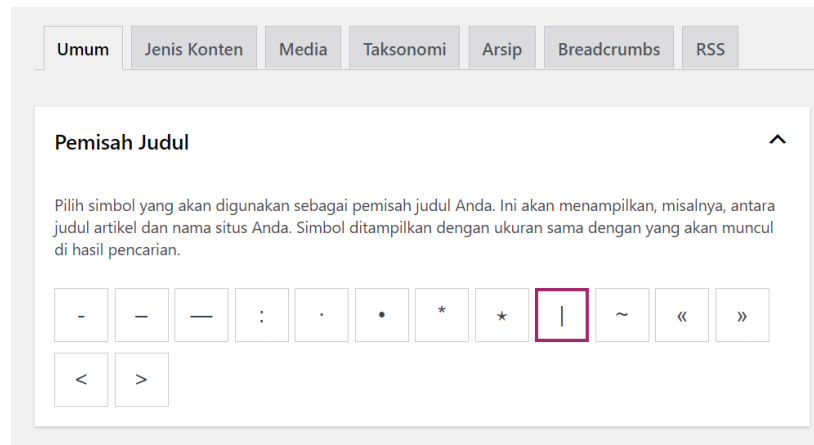 Umum Jenis Konten Media Taksonomi Arsip Breadcrumbs RSS
Pemisah Judul
Pilih simbol yang akan digunakan sebagai pemisah judul Anda. Ini akan menampilkan, misalnya, antara
judul artikel dan nama situs Anda. Simbol ditampilkan dengan ukuran sama dengan yang akan muncul
di hasil pencarian.
- – — : · • * ⋆ | ~ « »
< >